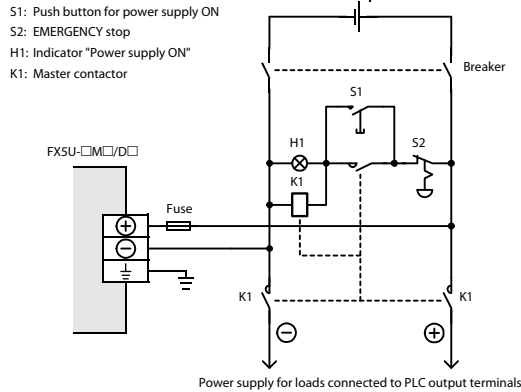 S1: Push button for power supply ON
S2: EMERGENCY stop
H1: Indicator "Power supply ON"
K1: Master contactor
Breaker
S1
H1
S2
FX5U-□M□/D□
K1
Fuse
K1
K1
Power supply for loads connected to PLC output terminals